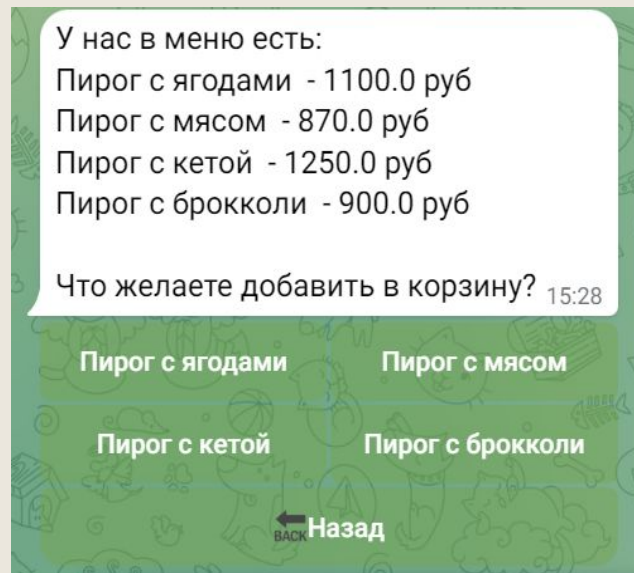 У нас в меню есть:
Пирог с ягодами  - 1100.0 руб
Пирог с мясом  - 870.0 руб
Пирог с кетой  - 1250.0 руб
Пирог с брокколи  - 900.0 руб
Что желаете добавить в корзину? 15:28
Пирог с ягодами
Пирог с мясом
Пирог с кетой
Пирог с брокколи
BACK Назад